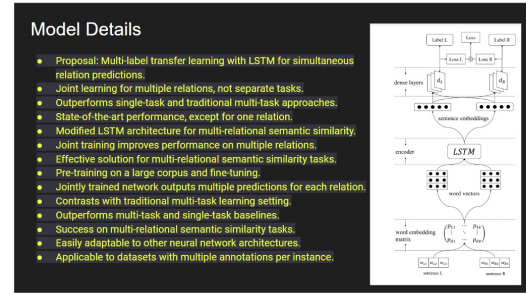 Model Details
Proposal: Multi-label transfer learning with LSTM for simultaneous
relation predictions.
Joint learning for multiple relations, not separate tasks.
Outperforms single-task and traditional multi-task approaches.
State-of-the-art performance, except for one relation.
Modified LSTM architecture for multi-relational semantic similarity.
Joint training improves performance on multiple relations.
Effective solution for multi-relational semantic similarity tasks.
Pre-training on a large corpus and fine-tuning.
Jointly trained network outputs multiple predictions for each relation.
Contrasts with traditional multi-task learning setting.
Outperforms multi-task and single-task baselines.
Success on multi-relational semantic similarity tasks.
Easily adaptable to other neural network architectures.
Applicable to datasets with multiple annotations per instance.
Label L
Loss
Label R
Loss L
Loss R
dense layers
sentence embeddings
encoder
LSTM
word vectors
word embedding
matrix
sentence L
sentence R